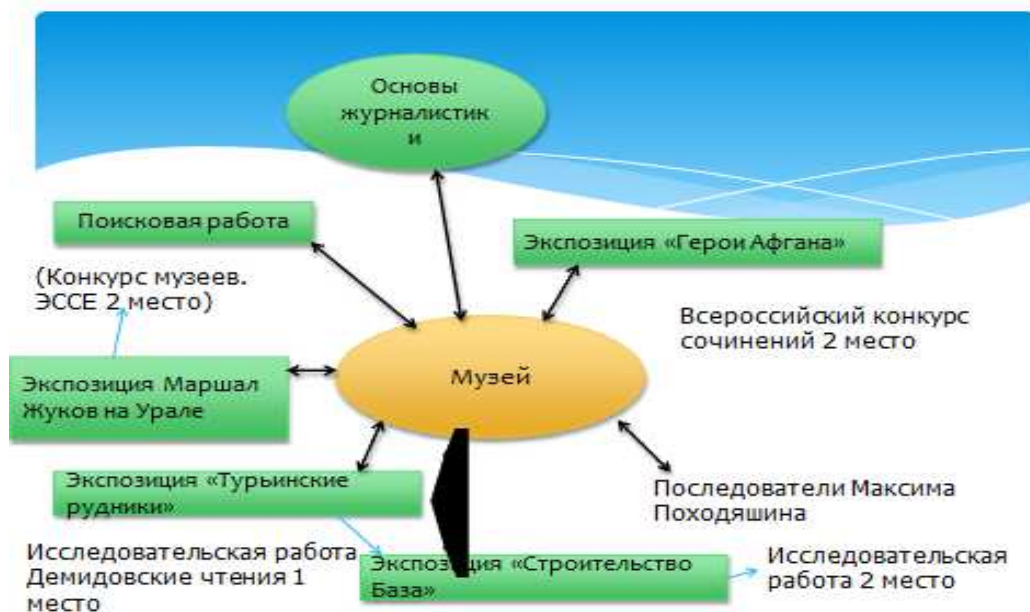 Основы
журналистик
и
Поисковая работа
Экспозиция «Герои Афгана»
(Конкурс музеев.
ЭССЕ 2 место)
Всероссийский конкурс
сочинений 2 место
Музей
Экспозиция Маршал
Жуков на Урале
Экспозиция «Турьинские
рудники»
Последователи Максима
Походяшина
Исследовательская работа
Демидовские чтения 1
место
Экспозиция «Строительство
База»
Исследовательская
работа 2 место